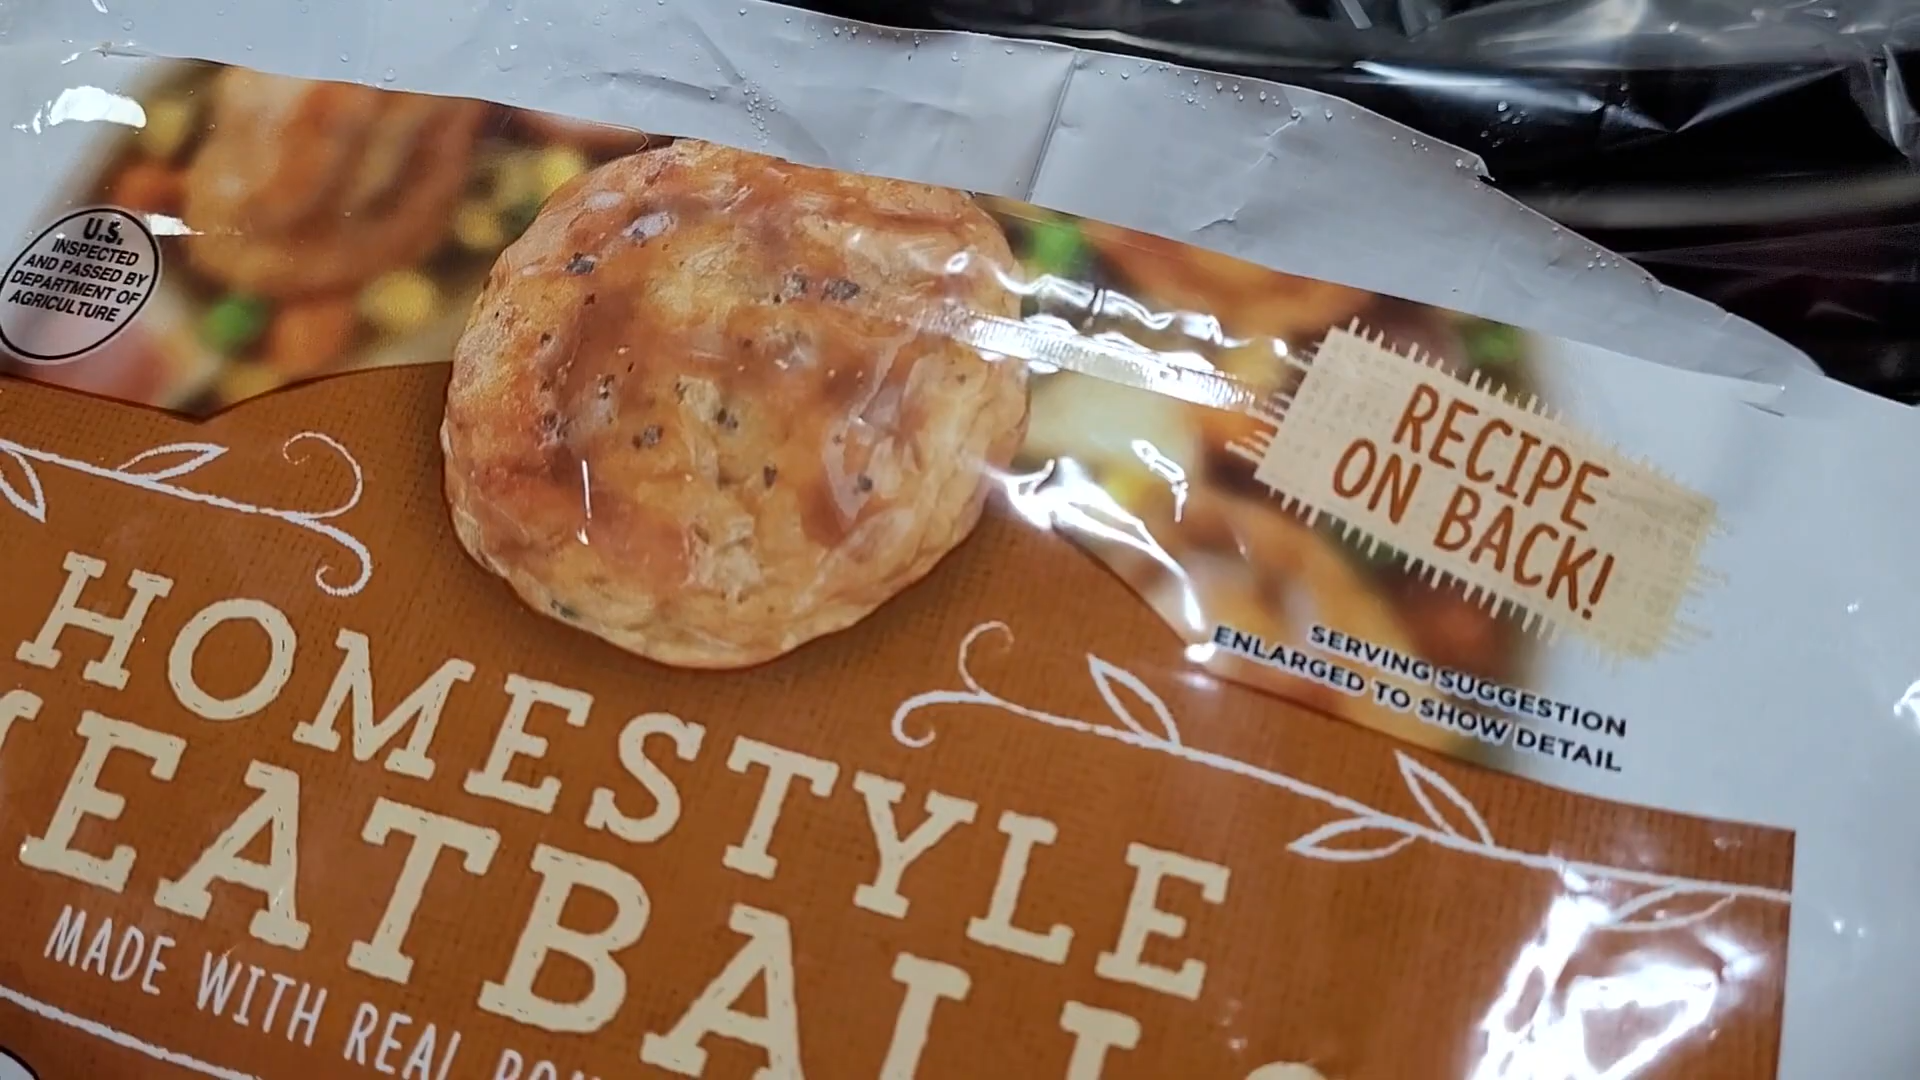 U.S.
INSPECTED
AND PASSED BY
DEPARTMENT OF
AGRICULTURE
RECIPE
ON BACK!
SERVING SUGGESTION
ENLARGED TO SHOW DETAIL
HOMESTYLE
MEATBALLS
MADE WITH REAL